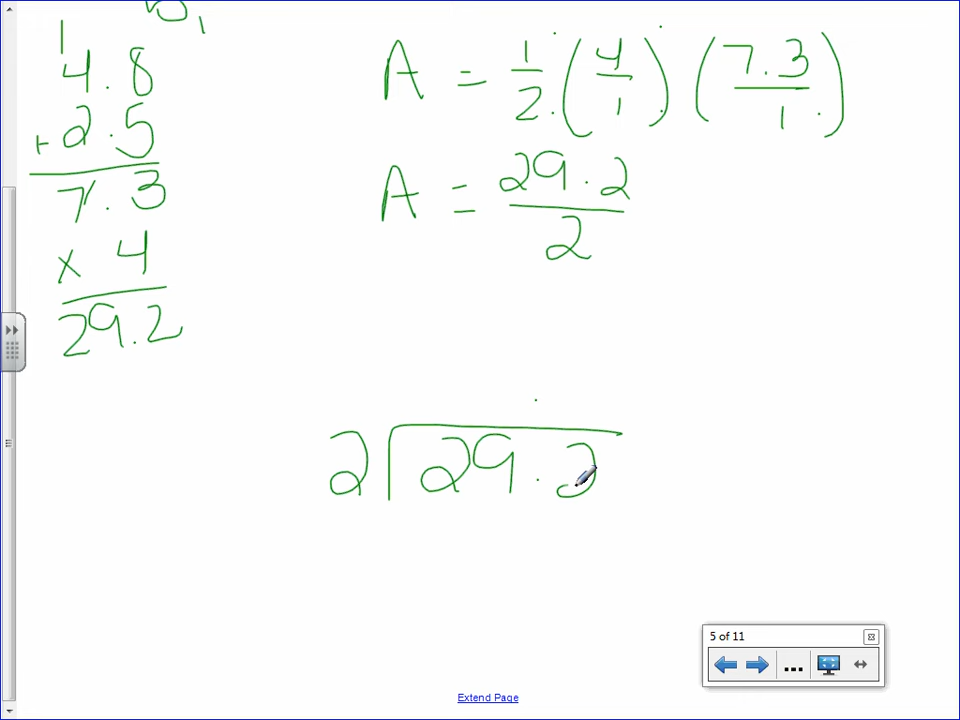 4.8
+2.5
7.3
x 4
29.2
A = 1/2 (4/1) (7.3/1)
A = 29.2/2
2 29.2
5 of 11
...
Extend Page